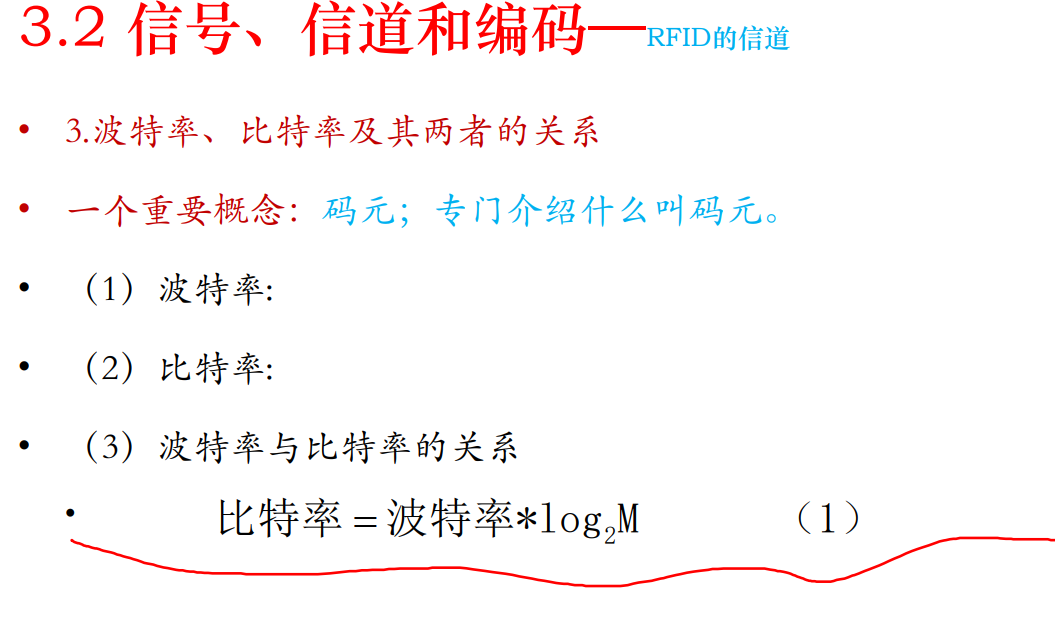 3.2 信号、信道和编码—RFID的信道
• 3.波特率、比特率及其两者的关系
• 一个重要概念：码元；专门介绍什么叫码元。
• （1）波特率:
• （2）比特率:
• （3）波特率与比特率的关系
• 比特率=波特率*log₂M （1）